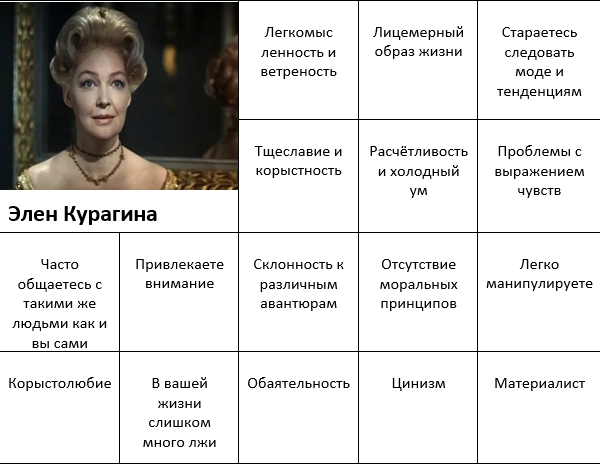 Легкомыс
ленность и
ветреность
Лицемерный
образ жизни
Стараетесь
следовать
моде и
тенденциям
Тщеславие и
корыстность
Расчётливость
и холодный
ум
Проблемы с
выражением
чувств
Элен Курагина
Часто
общаетесь с
такими же
людьми как и
вы сами
Привлекаете
внимание
Склонность к
различным
авантюрам
Отсутствие
моральных
принципов
Легко
манипулируете
Корыстолюбие
В вашей
жизни
слишком
много лжи
Обаятельность
Цинизм
Материалист